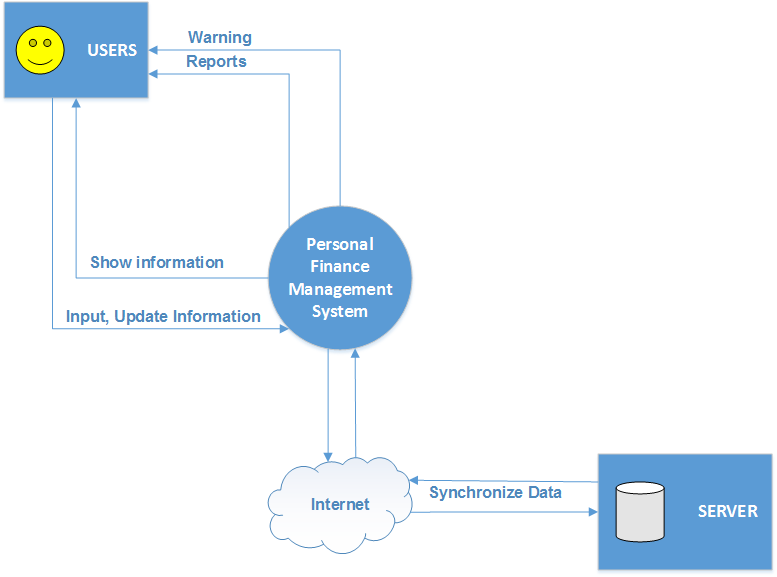 USERS
Warning
Reports
Personal
Finance
Management
System
Show information
Input, Update Information
Internet
Synchronize Data
SERVER